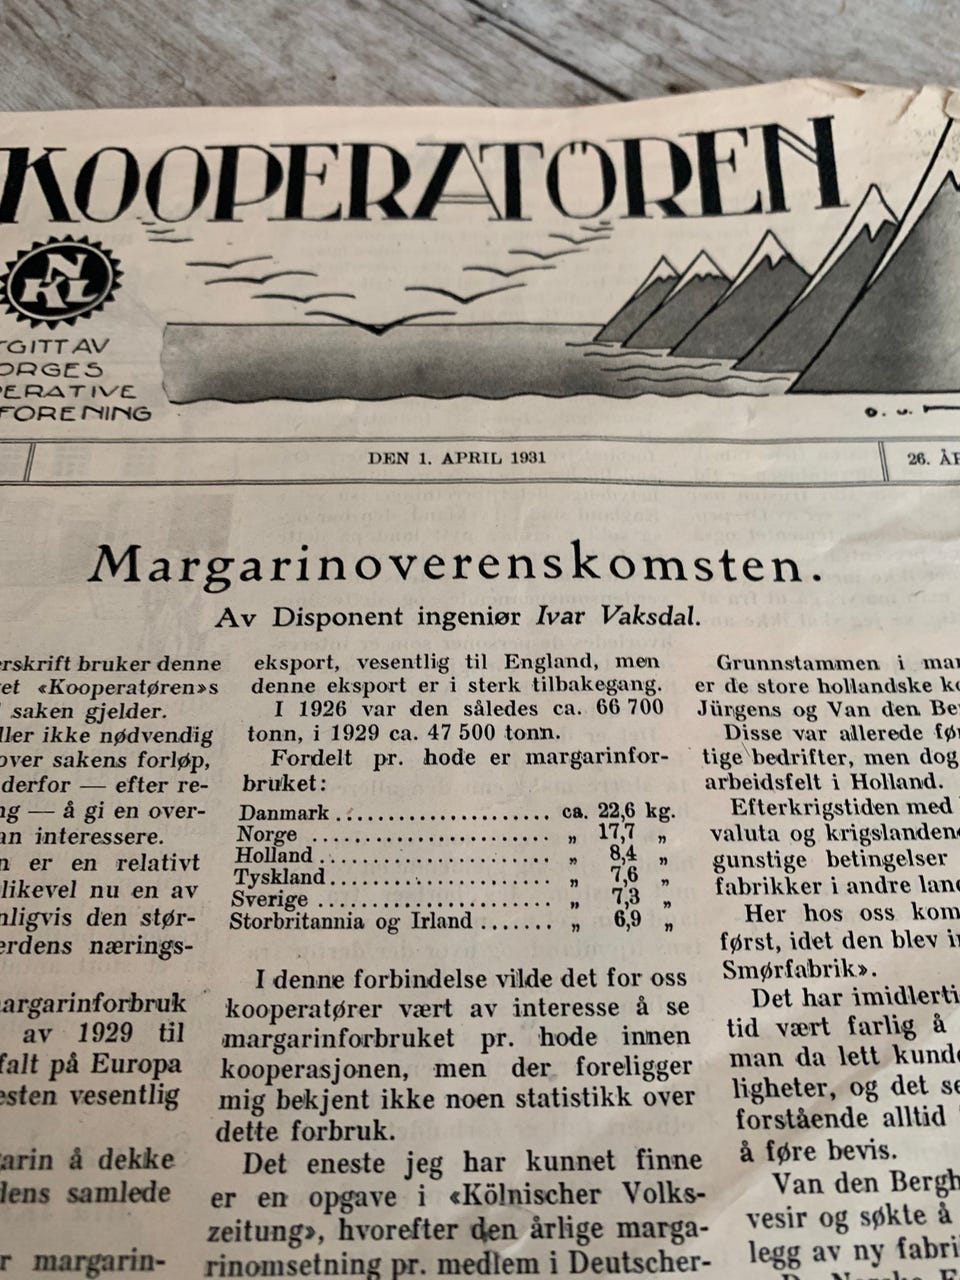 KOOPERATØREN
NKL
GITT AV
ORGES
ERATIVE
FORENING
DEN 1. APRIL 1931
26.
Margarinoverenskomsten.
Av Disponent ingeniør Ivar Vaksdal.
erskrift bruker denne
et «Kooperatøren»s
saken gjelder.
ller ikke nødvendig
over sakens forløp,
derfor — efter re-
ng — å gi en over-
an interessere.
n er en relativt
likevel nu en av
nligvis den stør-
erdens nærings-
argarinforbruk
av 1929 til
falt på Europa
esten vesentlig
arin å dekke
dens samlede
r margarin-
eksport, vesentlig til England, men
denne eksport er i sterk tilbakegang.
I 1926 var den således ca. 66 700
tonn, i 1929 ca. 47 500 tonn.
Fordelt pr. hode er margarinfor-
bruket:
Danmark .................. ca. 22,6 kg.
Norge .................... „ 17,7 „
Holland .................. „ 8,4 „
Tyskland.................. „ 7,6 „
Sverige .................. „ 7,3 „
Storbritannia og Irland ....... „ 6,9 „
I denne forbindelse vilde det for oss
kooperatører vært av interesse å se
margarinforbruket pr. hode innen
kooperasjonen, men der foreligger
mig bekjent ikke noen statistikk over
dette forbruk.
Det eneste jeg har kunnet finne
er en opgave i «Kölnischer Volks-
zeitung», hvorefter den årlige marga-
rinomsetning pr. medlem i Deutscher-
Grunnstammen i mar
er de store hollandske k
Jürgens og Van den Be
Disse var allerede før
tige bedrifter, men dog
arbeidsfelt i Holland.
Efterkrigstiden med
valuta og krigslanden
gunstige betingelser
fabrikker i andre lan
Her hos oss kom
først, idet den blev i
Smørfabrik».
Det har imidlerti
tid vært farlig å
man da lett kund
ligheter, og det se
forstående alltid
å føre bevis.
Van den Bergh
vesir og søkte å
legg av ny fabri